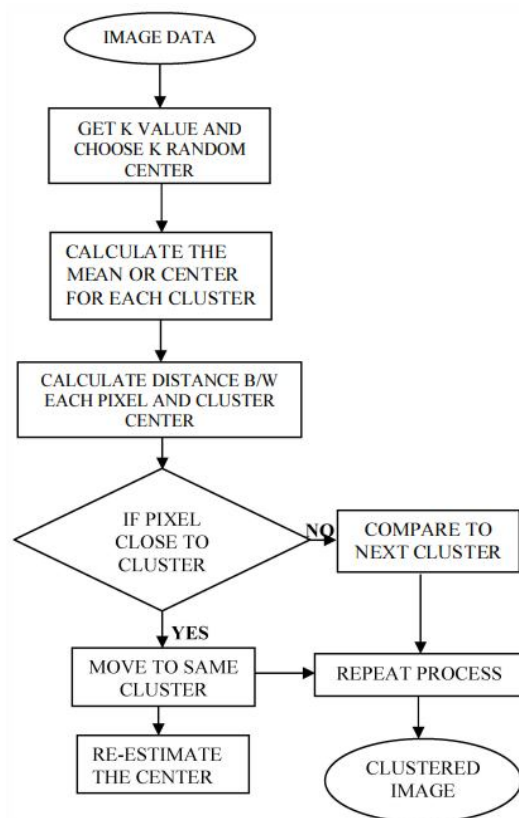 IMAGE DATA
GET K VALUE AND
CHOOSE K RANDOM
CENTER
CALCULATE THE
MEAN OR CENTER
FOR EACH CLUSTER
CALCULATE DISTANCE B/W
EACH PIXEL AND CLUSTER
CENTER
IF PIXEL
CLOSE TO
CLUSTER
NO
COMPARE TO
NEXT CLUSTER
YES
MOVE TO SAME
CLUSTER
REPEAT PROCESS
RE-ESTIMATE
THE CENTER
CLUSTERED
IMAGE